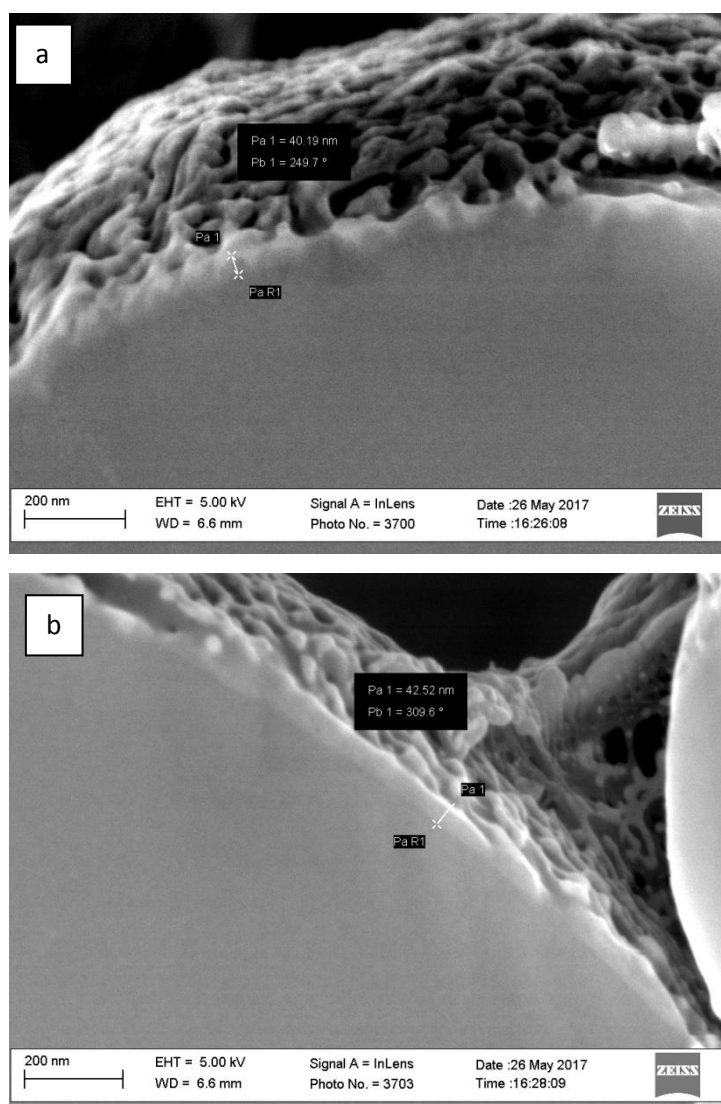 a
Pa 1 = 40.19 nm
Pb 1 = 249.7 °
Pa 1
Pa R1
200 nm
EHT = 5.00 kV
Signal A = InLens
Date :26 May 2017
ZEISS
WD = 6.6 mm
Photo No. = 3700
Time :16:26:08
b
Pa 1 = 42.52 nm
Pb 1 = 309.6 °
Pa 1
Pa R1
200 nm
EHT = 5.00 kV
Signal A = InLens
Date :26 May 2017
ZEISS
WD = 6.6 mm
Photo No. = 3703
Time :16:28:09